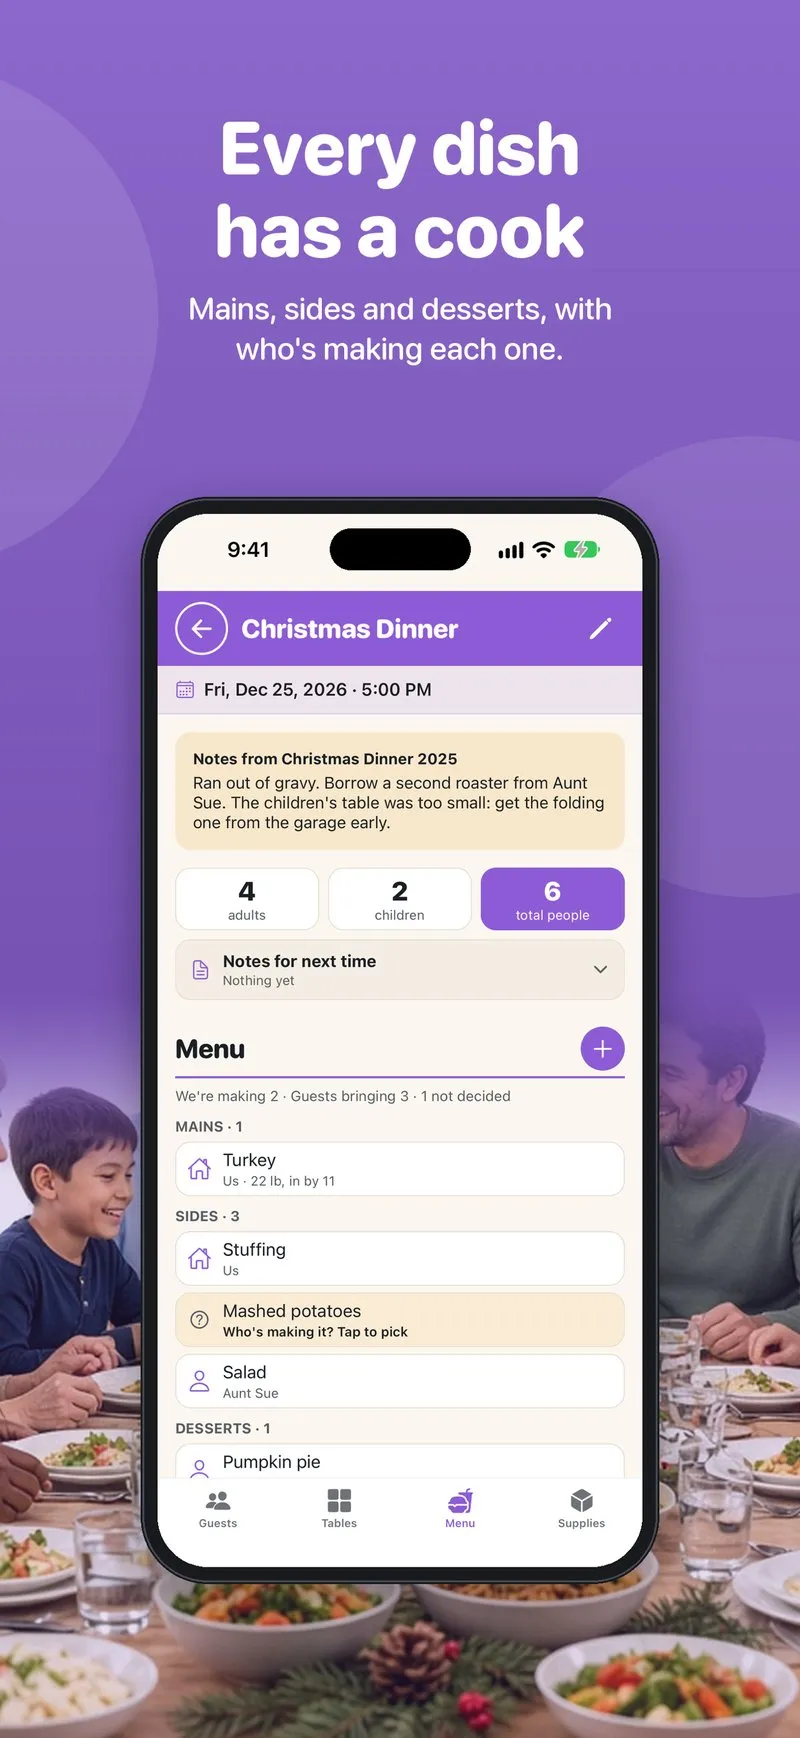 Every dish
has a cook
Mains, sides and desserts, with
who's making each one.
9:41
Christmas Dinner
Fri, Dec 25, 2026 · 5:00 PM
Notes from Christmas Dinner 2025
Ran out of gravy. Borrow a second roaster from Aunt
Sue. The children's table was too small: get the folding
one from the garage early.
4
adults
2
children
6
total people
Notes for next time
Nothing yet
Menu
We're making 2 · Guests bringing 3 · 1 not decided
MAINS · 1
Turkey
Us · 22 lb, in by 11
SIDES · 3
Stuffing
Us
Mashed potatoes
Who's making it? Tap to pick
Salad
Aunt Sue
DESSERTS · 1
Pumpkin pie
Guests
Tables
Menu
Supplies